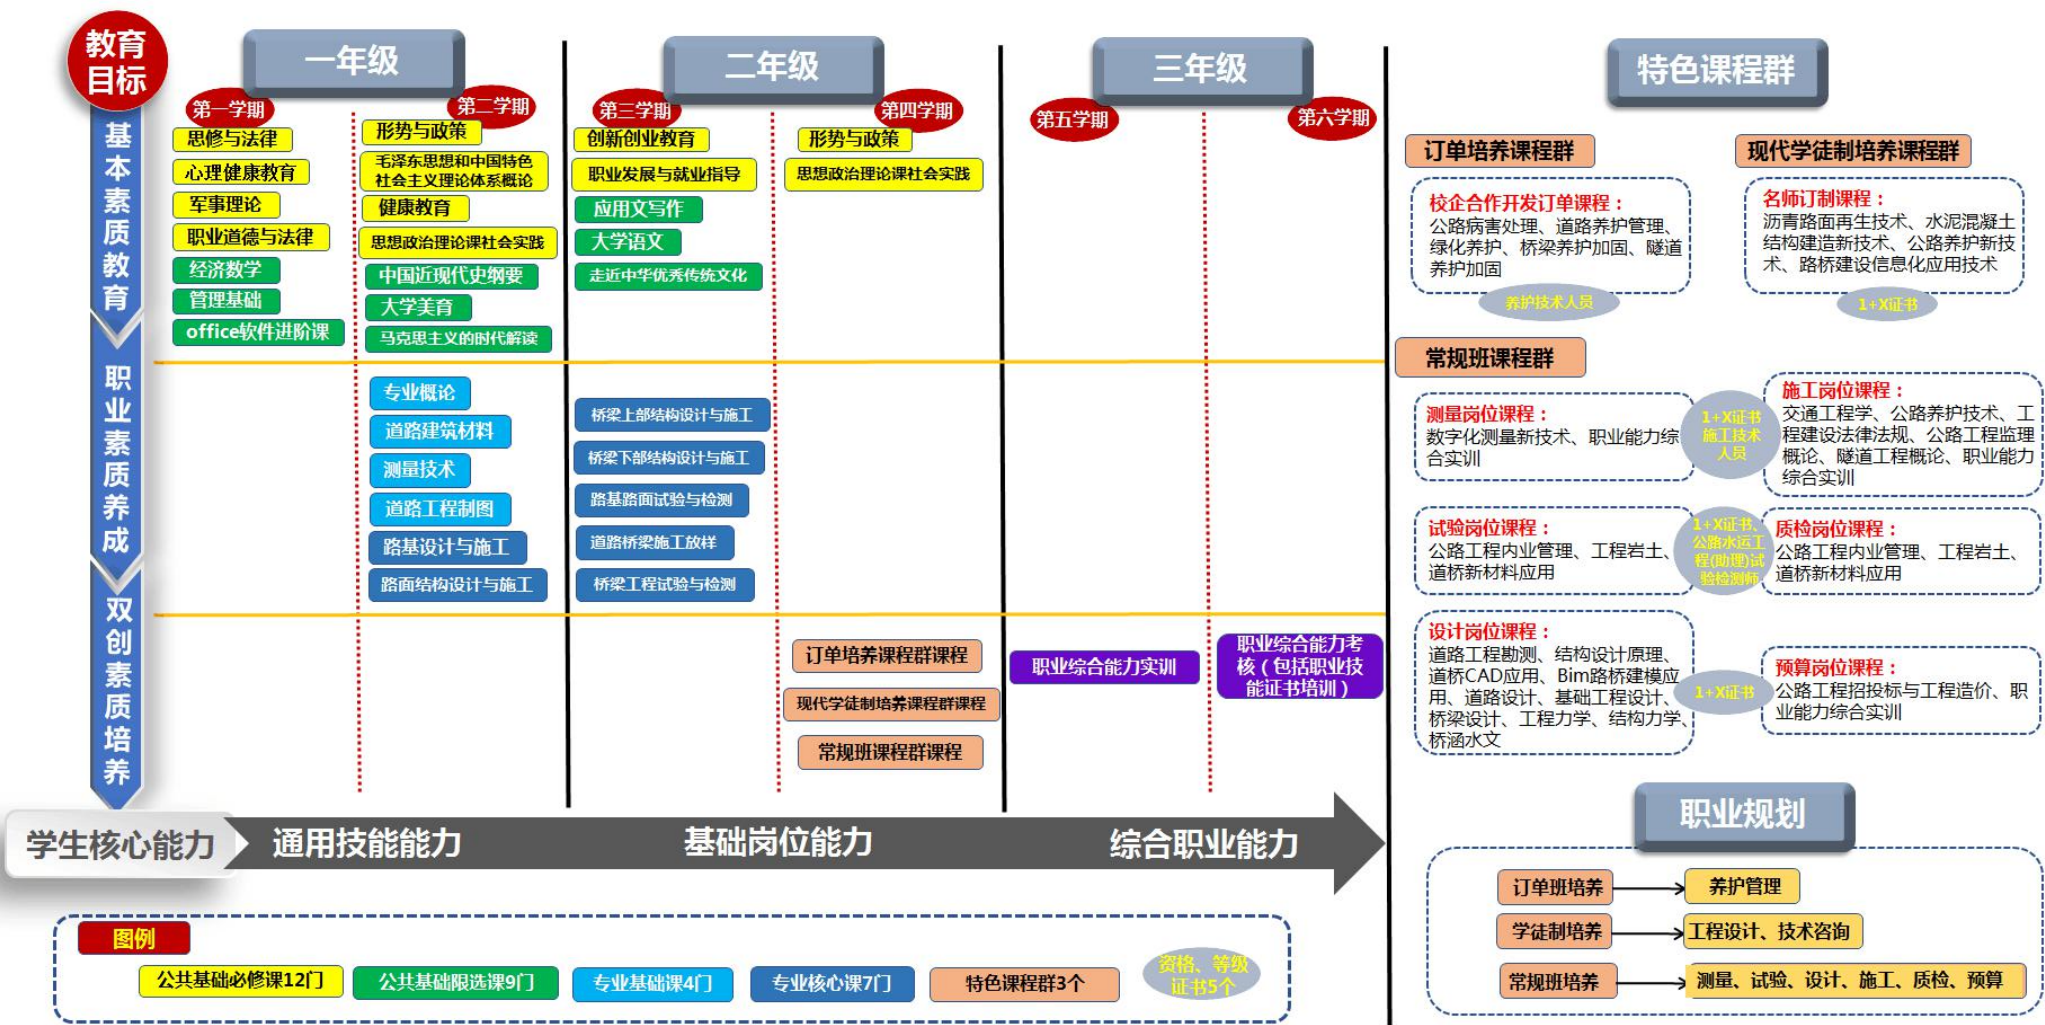 教育
目标
基本素质教育
职业素质养成
双创素质培养
一年级
第一学期
思修与法律
心理健康教育
军事理论
职业道德与法律
经济数学
管理基础
office软件进阶课
第二学期
形势与政策
毛泽东思想和中国特色
社会主义理论体系概论
健康教育
思想政治理论课社会实践
中国近现代史纲要
大学美育
马克思主义的时代解读
专业概论
道路建筑材料
测量技术
道路工程制图
路基设计与施工
路面结构设计与施工
二年级
第三学期
创新创业教育
职业发展与就业指导
应用文写作
大学语文
走近中华优秀传统文化
桥梁上部结构设计与施工
桥梁下部结构设计与施工
路基路面试验与检测
道路桥梁施工放样
桥梁工程试验与检测
第四学期
形势与政策
思想政治理论课社会实践
订单培养课程群课程
现代学徒制培养课程群课程
常规班课程群课程
三年级
第五学期
职业综合能力实训
第六学期
职业综合能力考
核（包括职业技
能证书培训）
学生核心能力
通用技能能力
基础岗位能力
综合职业能力
图例
公共基础必修课12门
公共基础限选课9门
专业基础课4门
专业核心课7门
特色课程群3个
资格、等级
证书5个
特色课程群
订单培养课程群
校企合作开发订单课程：
公路病害处理、道路养护管理、
绿化养护、桥梁养护加固、隧道
养护加固
养护技术人员
现代学徒制培养课程群
名师订制课程：
沥青路面再生技术、水泥混凝土
结构建造新技术、公路养护新技
术、路桥建设信息化应用技术
1+X证书
常规班课程群
测量岗位课程：
数字化测量新技术、职业能力综
合实训
1+X证书
施工技术
人员
施工岗位课程：
交通工程学、公路养护技术、工
程建设法律法规、公路工程监理
概论、隧道工程概论、职业能力
综合实训
试验岗位课程：
公路工程内业管理、工程岩土、
道桥新材料应用
1+X证书、
公路水运工
程(助理)试
验检测师
质检岗位课程：
公路工程内业管理、工程岩土、
道桥新材料应用
设计岗位课程：
道路工程勘测、结构设计原理、
道桥CAD应用、Bim路桥建模应
用、道路设计、基础工程设计、
桥梁设计、工程力学、结构力学、
桥涵水文
1+X证书
预算岗位课程：
公路工程招投标与工程造价、职
业能力综合实训
职业规划
订单班培养
养护管理
学徒制培养
工程设计、技术咨询
常规班培养
测量、试验、设计、施工、质检、预算